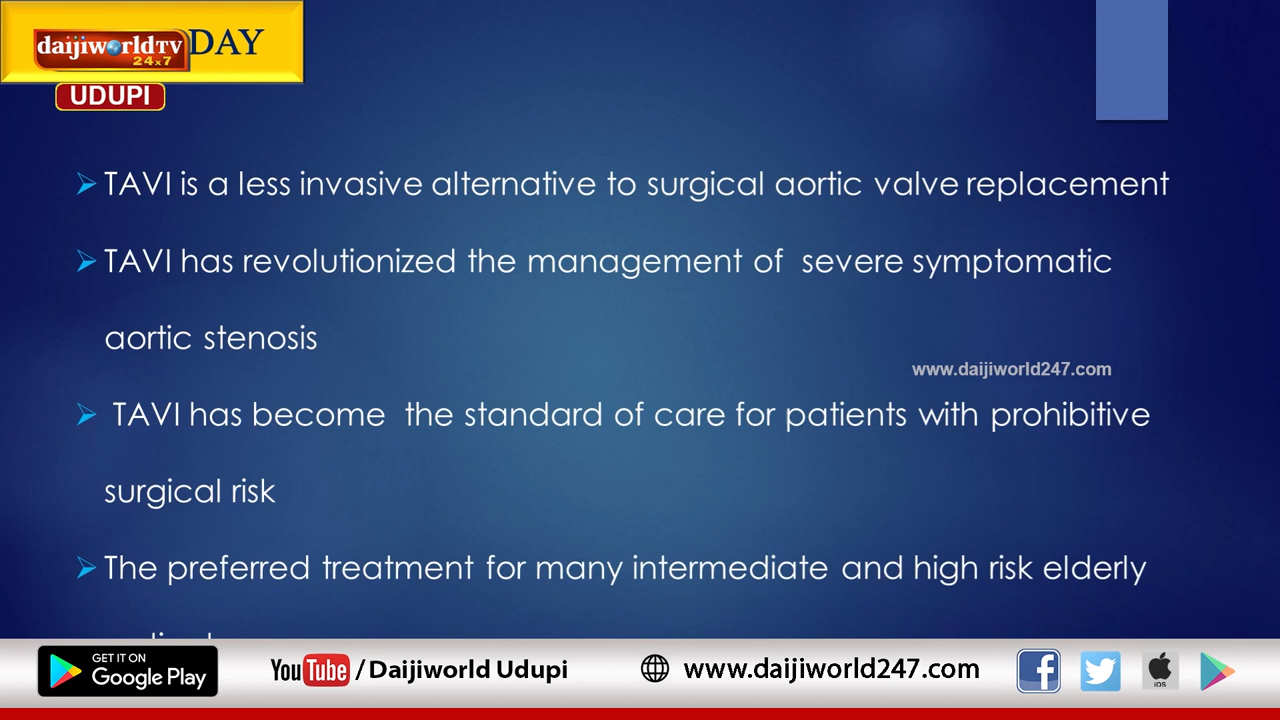 daijiworldTV
24x7
DAY
UDUPI
TAVI is a less invasive alternative to surgical aortic valve replacement
TAVI has revolutionized the management of severe symptomatic
aortic stenosis
www.daijiworld247.com
TAVI has become the standard of care for patients with prohibitive
surgical risk
The preferred treatment for many intermediate and high risk elderly
GET IT ON
Google Play
YouTube /Daijiworld Udupi
www.daijiworld247.com
iOS